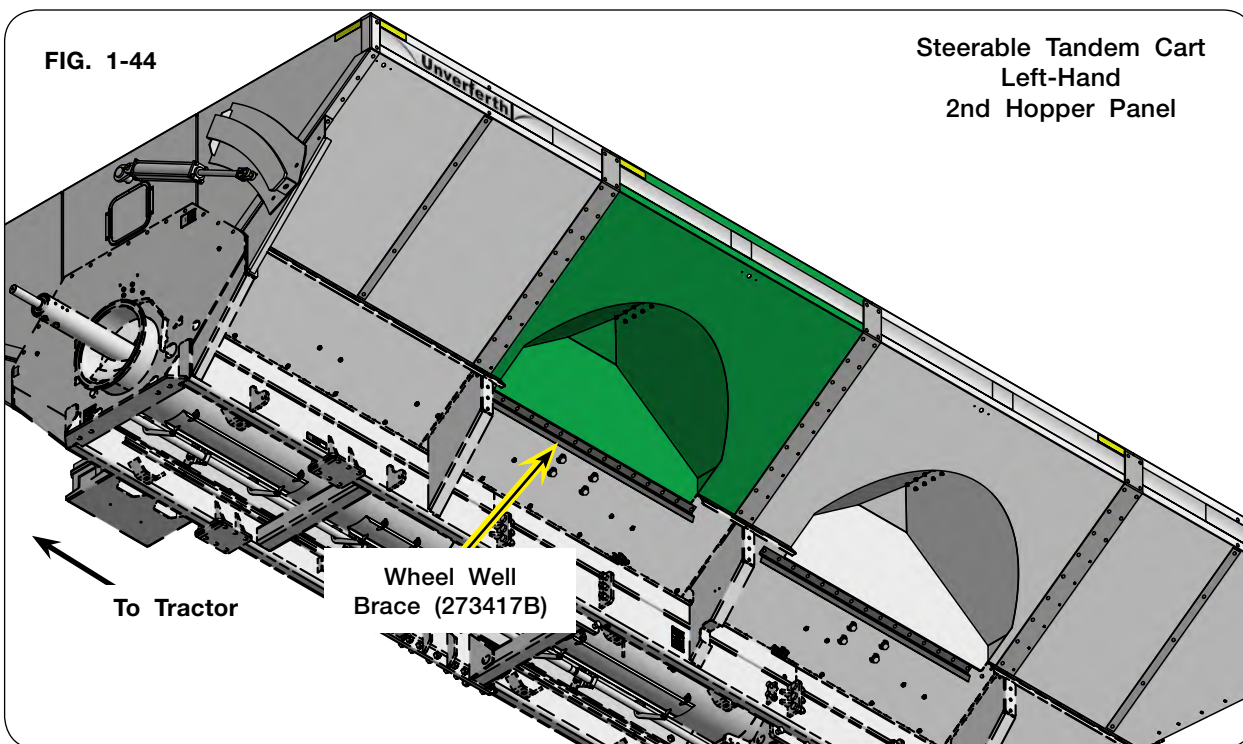 FIG. 1-44
Steerable Tandem Cart
Left-Hand
2nd Hopper Panel
Unverferth
Wheel Well
Brace (273417B)
To Tractor